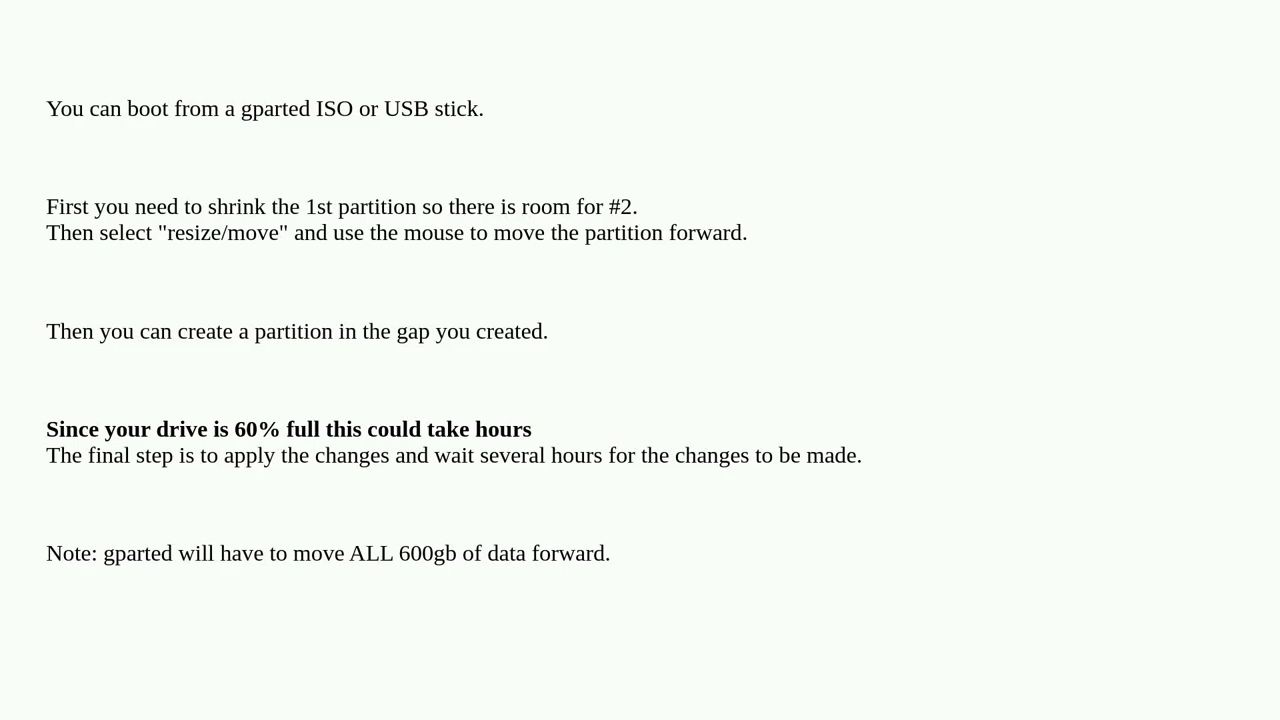 You can boot from a gparted ISO or USB stick.
First you need to shrink the 1st partition so there is room for #2.
Then select "resize/move" and use the mouse to move the partition forward.
Then you can create a partition in the gap you created.
Since your drive is 60% full this could take hours
The final step is to apply the changes and wait several hours for the changes to be made.
Note: gparted will have to move ALL 600gb of data forward.